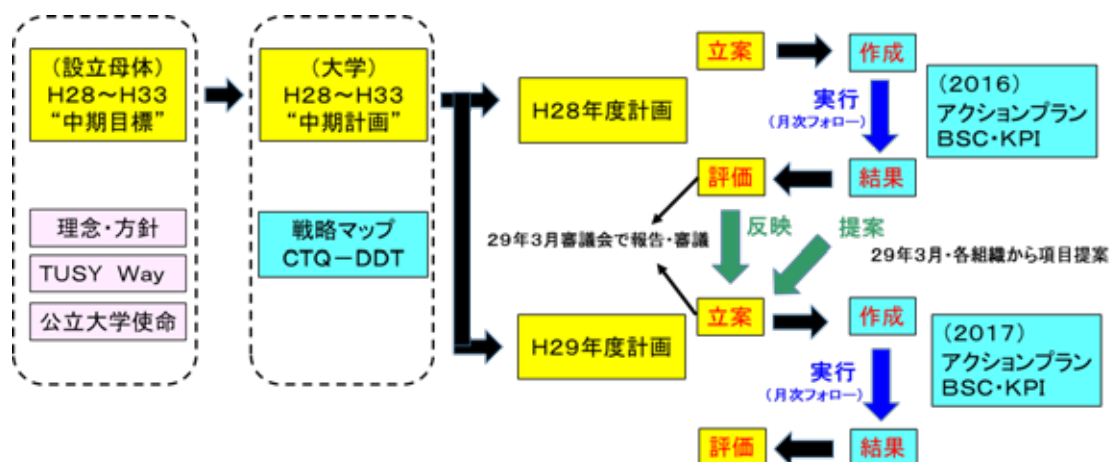 (設立母体)
H28～H33
“中期目標”
理念・方針
TUSY Way
公立大学使命
(大学)
H28～H33
“中期計画”
戦略マップ
CTQ－DDT
H28年度計画
立案
作成
実行
(月次フォロー)
(2016)
アクションプラン
BSC・KPI
評価
結果
反映
提案
29年3月審議会で報告・審議
29年3月・各組織から項目提案
H29年度計画
立案
作成
実行
(月次フォロー)
(2017)
アクションプラン
BSC・KPI
評価
結果